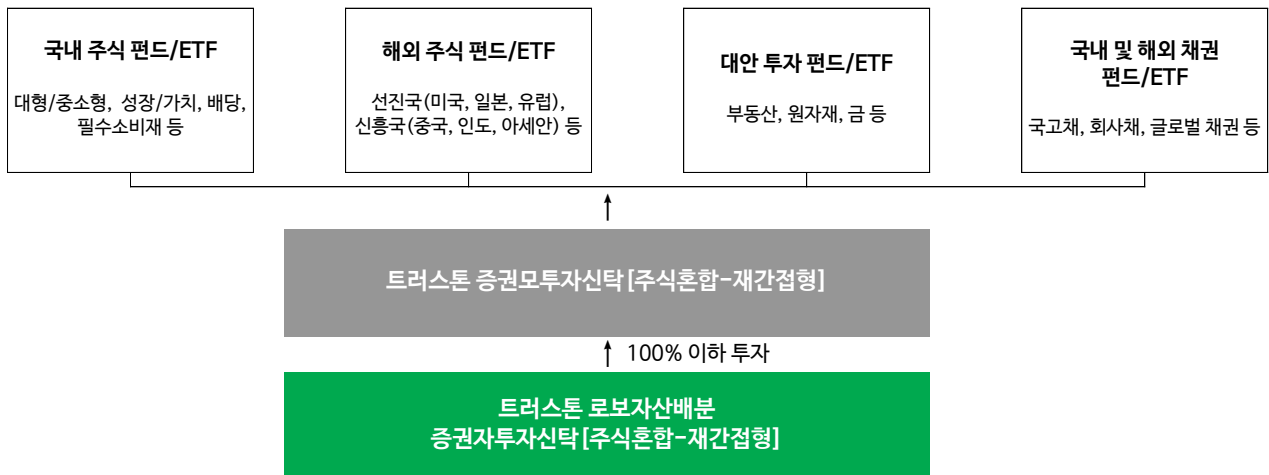 국내 주식 펀드/ETF
대형/중소형, 성장/가치, 배당,
필수소비재 등
해외 주식 펀드/ETF
선진국(미국, 일본, 유럽),
신흥국(중국, 인도, 아세안) 등
대안 투자 펀드/ETF
부동산, 원자재, 금 등
국내 및 해외 채권
펀드/ETF
국고채, 회사채, 글로벌 채권 등
트러스톤 증권모투자신탁[주식혼합-재간접형]
100% 이하 투자
트러스톤 로보자산배분
증권자투자신탁[주식혼합-재간접형]